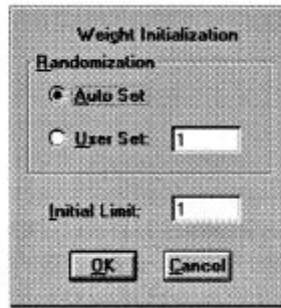 Weight Initialization
Randomization
Auto Set
User Set: 1
Initial Limit: 1
OK Cancel